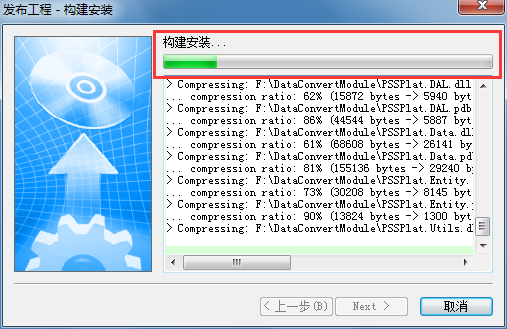 发布工程 - 构建安装
构建安装...
> Compressing: F:\DataConvertModule\PSSPlat.DAL.dll
... compression ratio: 62% (15872 bytes -> 5940 byt
> Compressing: F:\DataConvertModule\PSSPlat.DAL.pdb
... compression ratio: 86% (44544 bytes -> 5887 byt
> Compressing: F:\DataConvertModule\PSSPlat.Data.dll
... compression ratio: 61% (68608 bytes -> 26141 by
> Compressing: F:\DataConvertModule\PSSPlat.Data.pd
... compression ratio: 81% (155136 bytes -> 29240 b
> Compressing: F:\DataConvertModule\PSSPlat.Entity.
... compression ratio: 73% (30208 bytes -> 8145 byt
> Compressing: F:\DataConvertModule\PSSPlat.Entity.p
... compression ratio: 90% (13824 bytes -> 1300 byt
> Compressing: F:\DataConvertModule\PSSPlat.Utils.d
< 上一步(B) Next > 取消